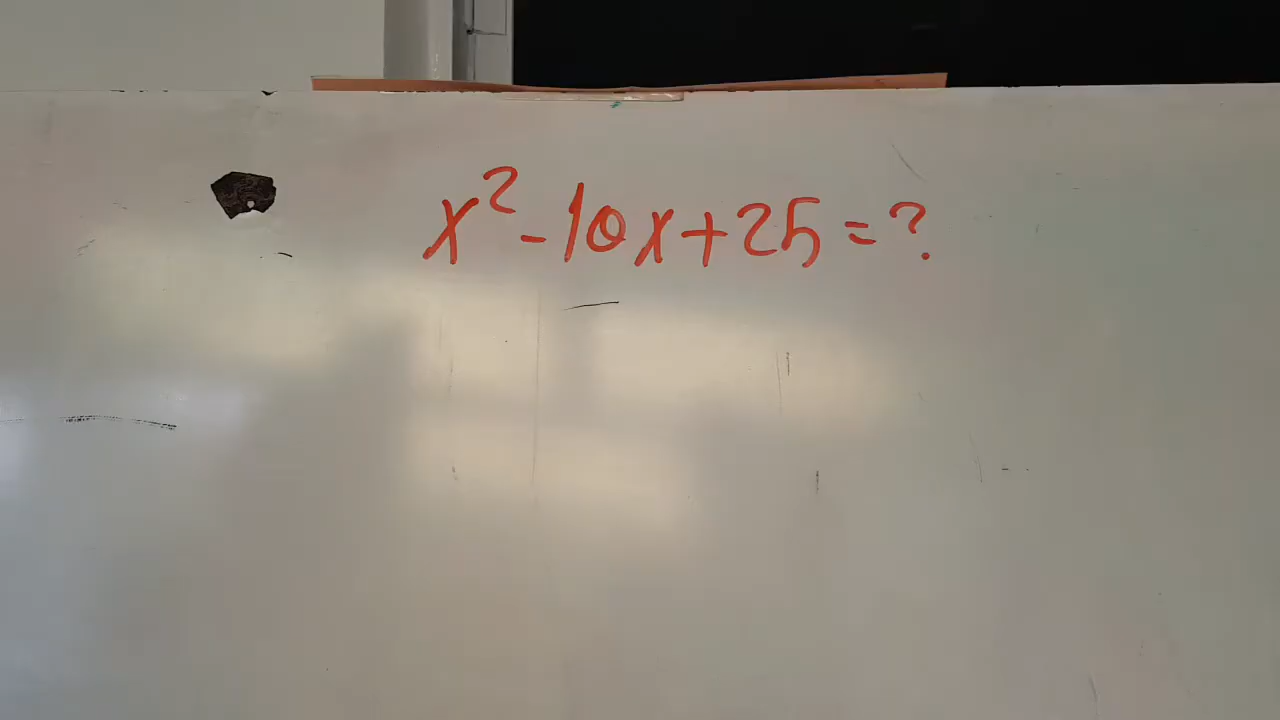 x² - 10x + 25 = ?